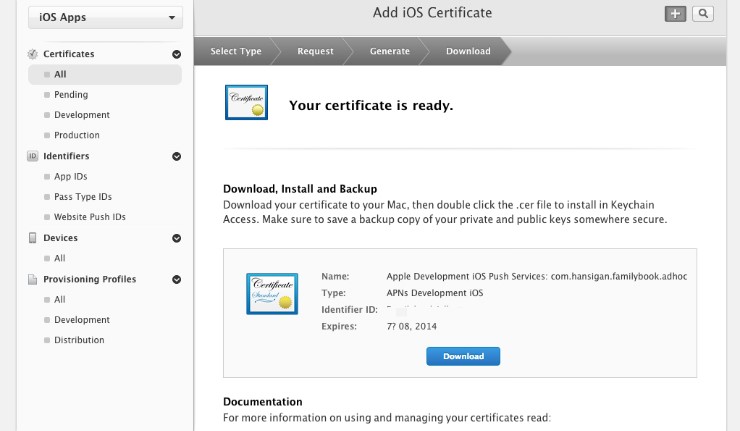 iOS Apps
Add iOS Certificate
Certificates
All
Pending
Development
Production
Identifiers
App IDs
Pass Type IDs
Website Push IDs
Devices
All
Provisioning Profiles
All
Development
Distribution
Select Type
Request
Generate
Download
Certificate
Your certificate is ready.
Download, Install and Backup
Download your certificate to your Mac, then double click the .cer file to install in Keychain
Access. Make sure to save a backup copy of your private and public keys somewhere secure.
Certificate
Standard
Name: Apple Development iOS Push Services: com.hansigan.familybook.adhoc
Type: APNs Development iOS
Identifier ID:
Expires: 7? 08, 2014
Download
Documentation
For more information on using and managing your certificates read: